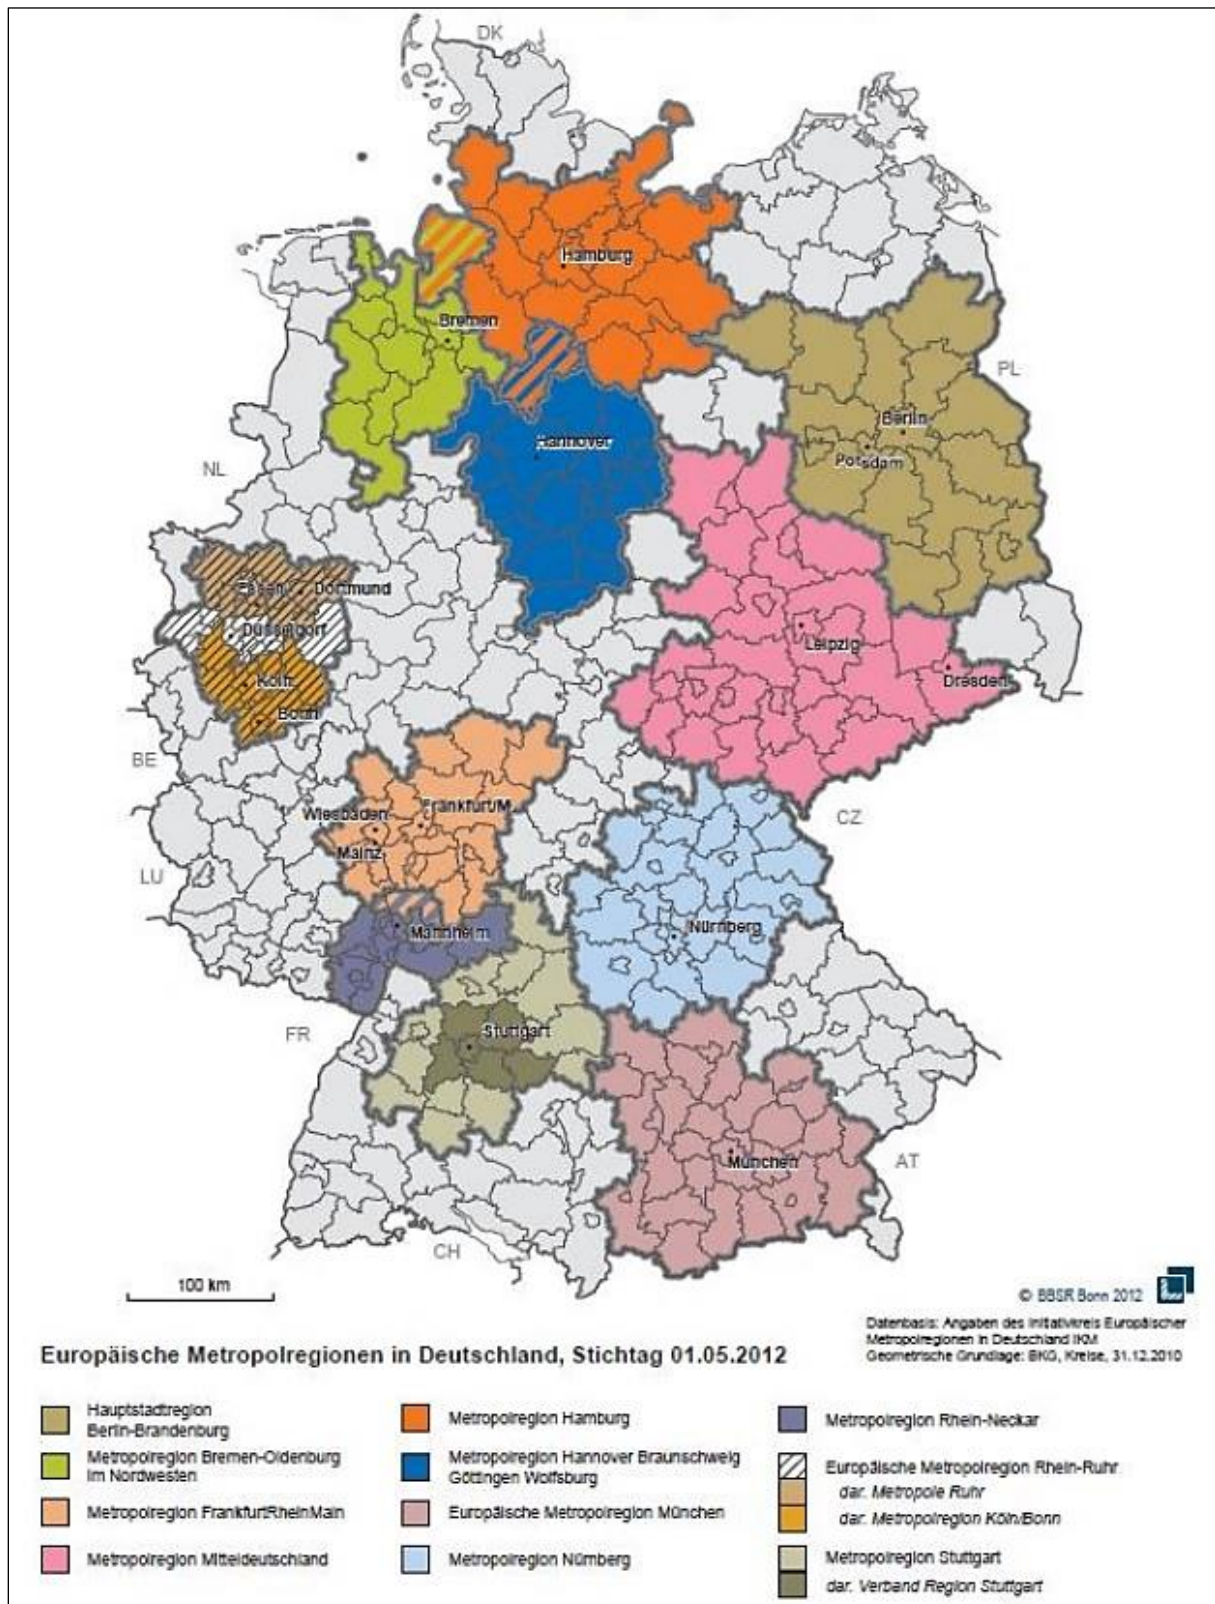 DK
Hamburg
Bremen
PL
Berlin
Hannover
Potsdam
NL
Essen
Dortmund
Düsseldorf
Leipzig
Köln
Dresden
Bonn
BE
Wiesbaden
Frankfurt/M.
CZ
Mainz
LU
Mannheim
Nürnberg
FR
Stuttgart
München
AT
CH
100 km
© BBSR Bonn 2012
Datenbasis: Angaben des Initiativkreis Europäischer
Metropolregionen in Deutschland IKM
Geometrische Grundlage: BKG, Kreise, 31.12.2010
Europäische Metropolregionen in Deutschland, Stichtag 01.05.2012
Hauptstadtregion
Berlin-Brandenburg
Metropolregion Bremen-Oldenburg
im Nordwesten
Metropolregion FrankfurtRheinMain
Metropolregion Mitteldeutschland
Metropolregion Hamburg
Metropolregion Hannover Braunschweig
Göttingen Wolfsburg
Europäische Metropolregion München
Metropolregion Nürnberg
Metropolregion Rhein-Neckar
Europäische Metropolregion Rhein-Ruhr
dar. Metropole Ruhr
dar. Metropolregion Köln/Bonn
Metropolregion Stuttgart
dar. Verband Region Stuttgart